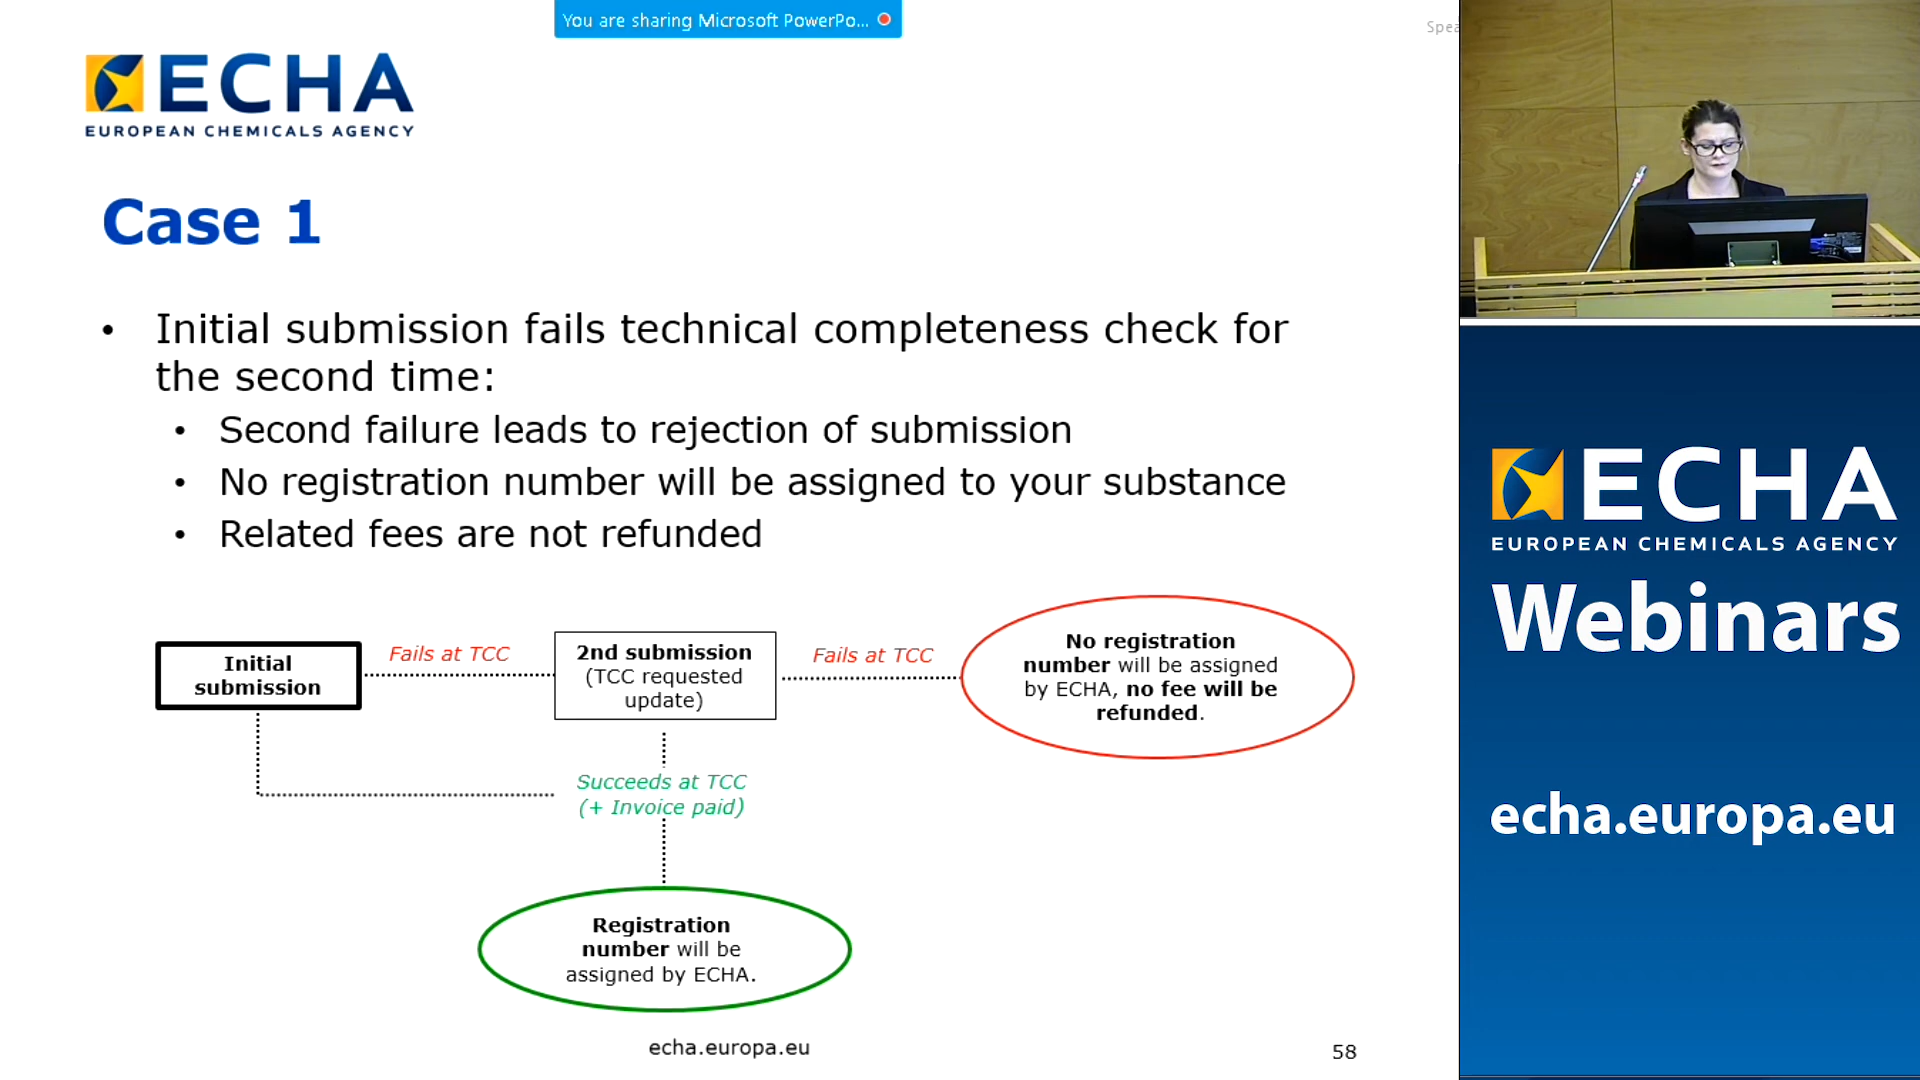 You are sharing Microsoft PowerPo...
Spea
ECHA
EUROPEAN CHEMICALS AGENCY
Case 1
• Initial submission fails technical completeness check for
the second time:
• Second failure leads to rejection of submission
• No registration number will be assigned to your substance
• Related fees are not refunded
Initial
submission
Fails at TCC
2nd submission
(TCC requested
update)
Fails at TCC
No registration
number will be assigned
by ECHA, no fee will be
refunded.
Succeeds at TCC
(+ Invoice paid)
Registration
number will be
assigned by ECHA.
echa.europa.eu
58
ECHA
EUROPEAN CHEMICALS AGENCY
Webinars
echa.europa.eu